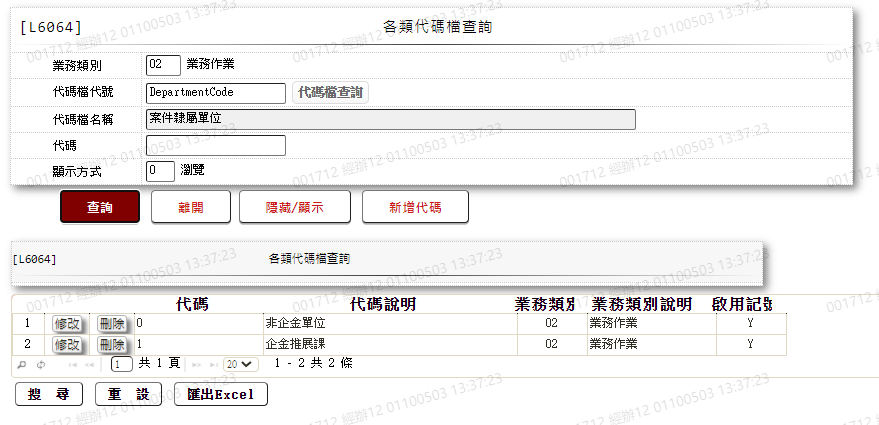 [L6064] 各類代碼檔查詢
業務類別 02 業務作業
代碼檔代號 DepartmentCode 代碼檔查詢
代碼檔名稱 案件隸屬單位
代碼
顯示方式 0 瀏覽
查詢 離開 隱藏/顯示 新增代碼
[L6064] 各類代碼檔查詢
代碼 代碼說明 業務類別 業務類別說明 啟用記號
1 修改 刪除 0 非企金單位 02 業務作業 Y
2 修改 刪除 1 企金推展課 02 業務作業 Y
1 共 1 頁 20 1 - 2 共 2 條
搜 尋 重 設 匯出Excel
001712 經辦12 01100503 13:37:23